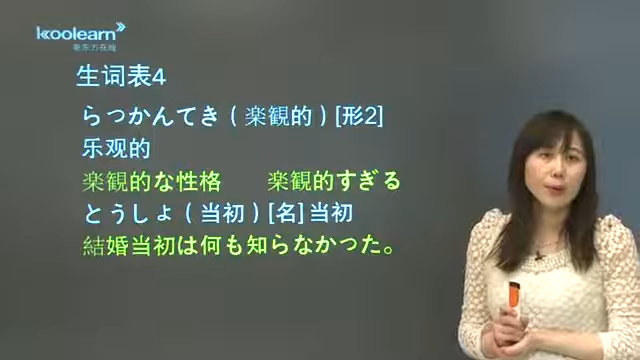 koolearn
新东方在线
生词表4
らっかんてき（楽観的）[形2]
乐观的
楽観的な性格　　楽観的すぎる
とうしょ（当初）[名]当初
結婚当初は何も知らなかった。